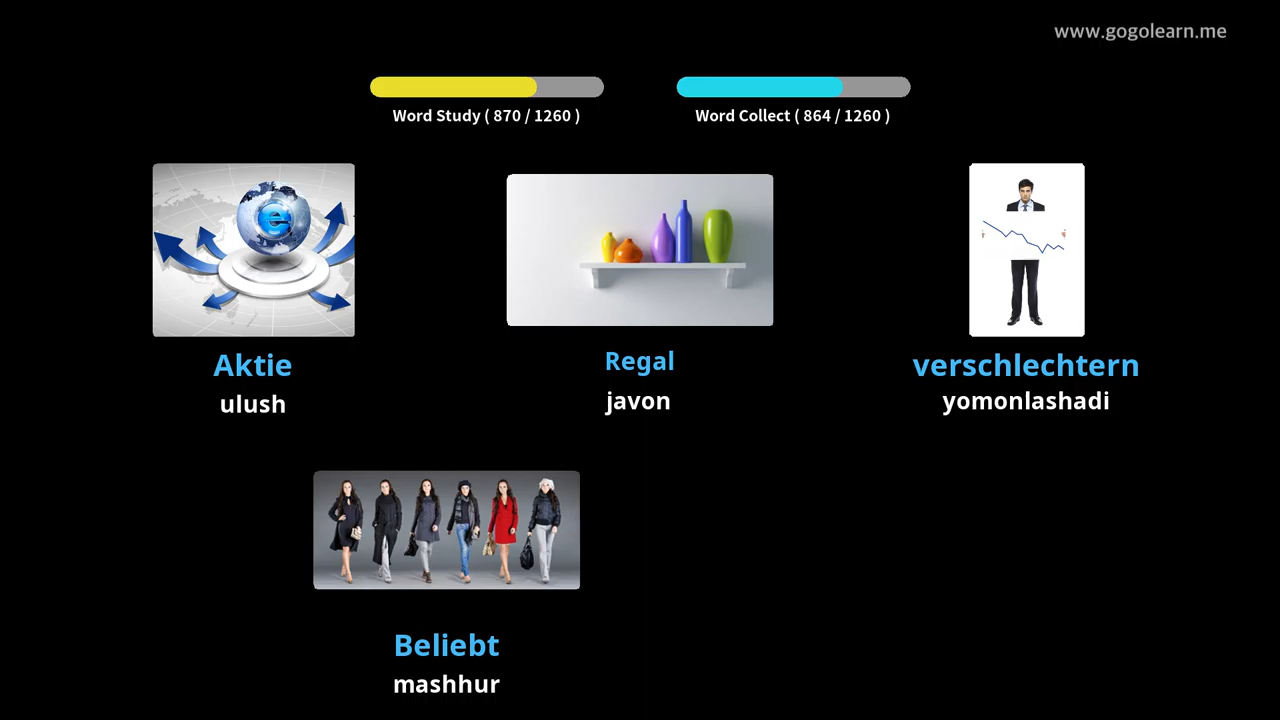 www.gogolearn.me
Word Study ( 870 / 1260 )
Word Collect ( 864 / 1260 )
e
Aktie
ulush
Regal
javon
verschlechtern
yomonlashadi
Beliebt
mashhur